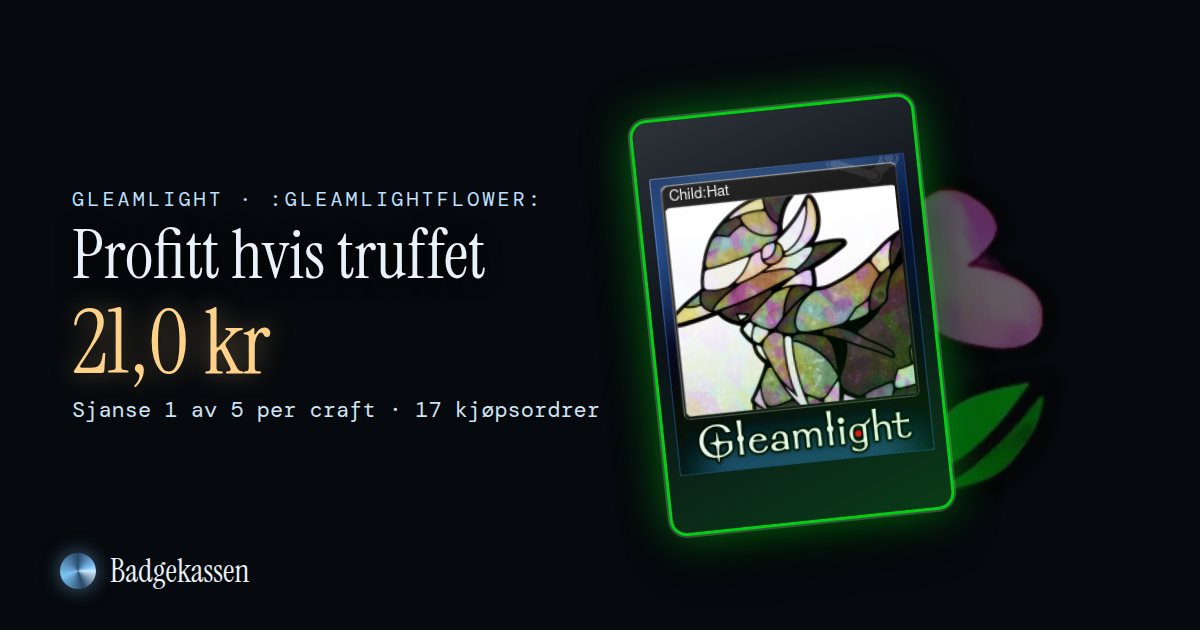 GLEAMLIGHT · :GLEAMLIGHTFLOWER:
Profitt hvis truffet
21,0 kr
Sjanse 1 av 5 per craft · 17 kjøpsordrer
Child:Hat
Gleamlight
Badgekassen